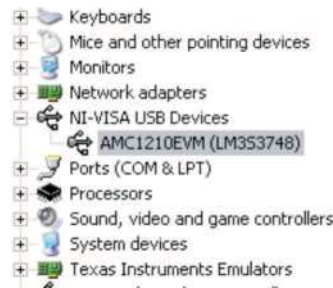 Keyboards
Mice and other pointing devices
Monitors
Network adapters
NI-VISA USB Devices
AMC1210EVM (LM3S3748)
Ports (COM & LPT)
Processors
Sound, video and game controllers
System devices
Texas Instruments Emulators